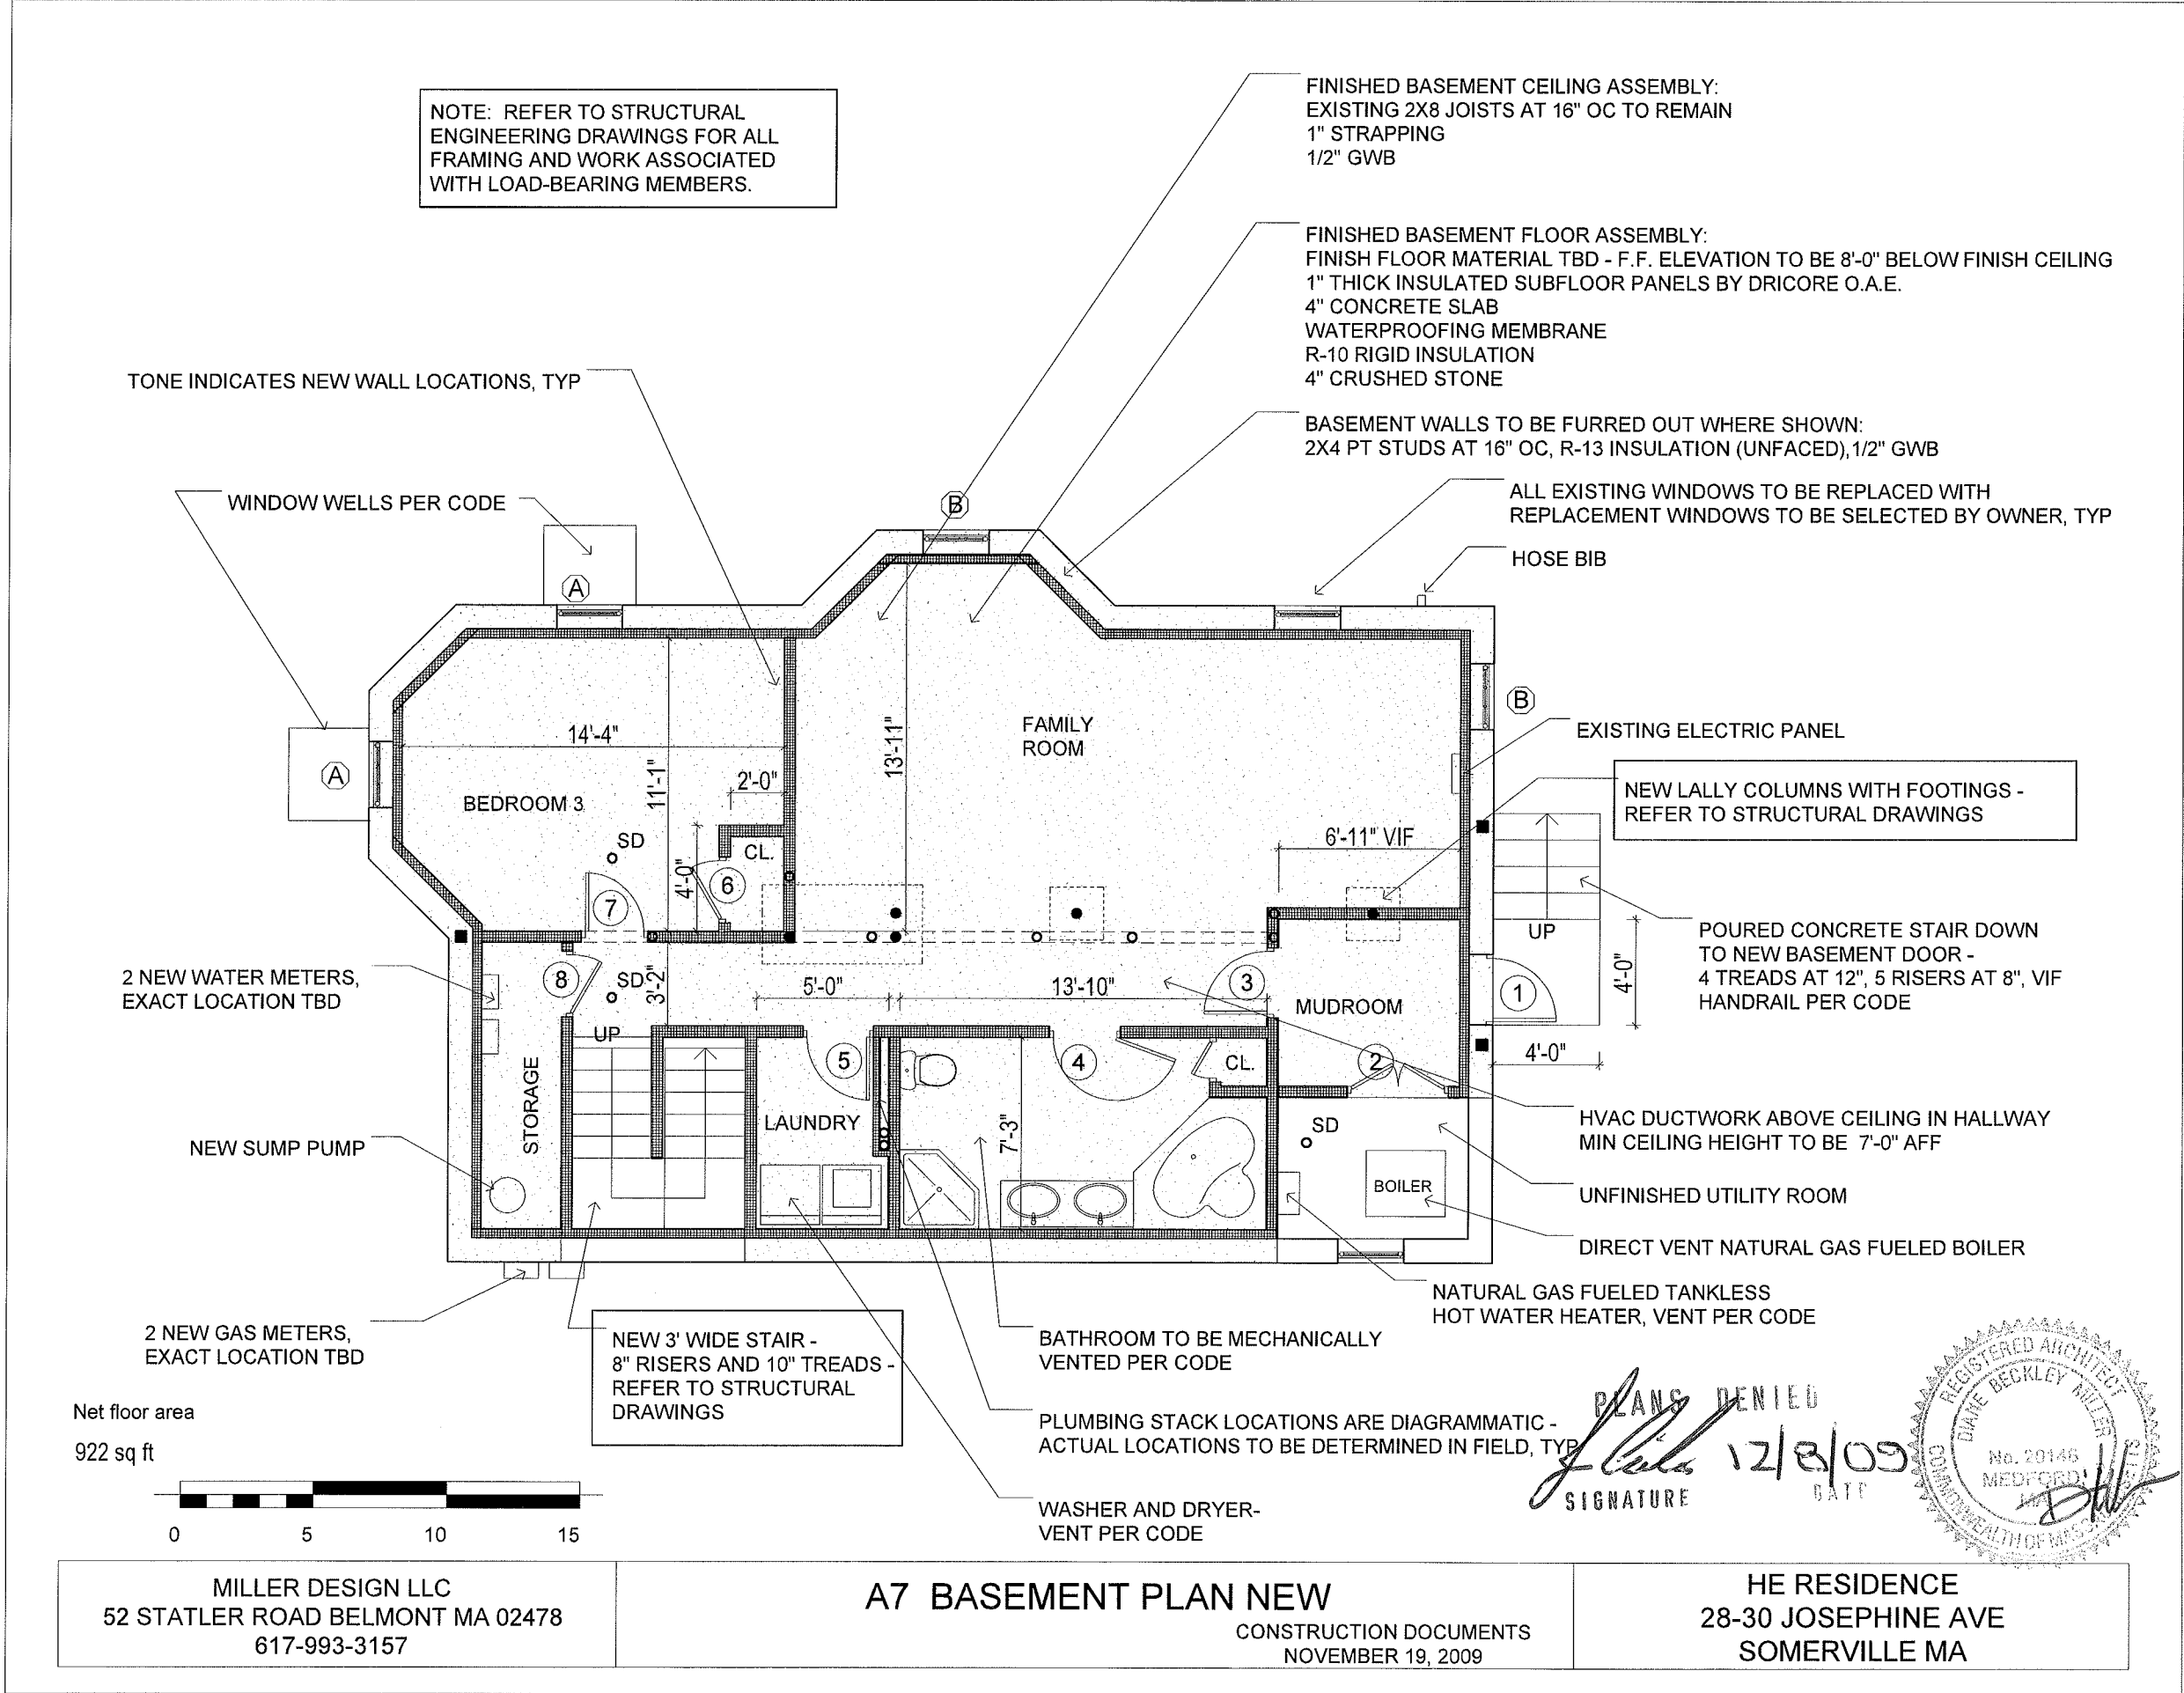 NOTE: REFER TO STRUCTURAL
ENGINEERING DRAWINGS FOR ALL
FRAMING AND WORK ASSOCIATED
WITH LOAD-BEARING MEMBERS.
FINISHED BASEMENT CEILING ASSEMBLY:
EXISTING 2X8 JOISTS AT 16" OC TO REMAIN
1" STRAPPING
1/2" GWB
FINISHED BASEMENT FLOOR ASSEMBLY:
FINISH FLOOR MATERIAL TBD - F.F. ELEVATION TO BE 8'-0" BELOW FINISH CEILING
1" THICK INSULATED SUBFLOOR PANELS BY DRICORE O.A.E.
4" CONCRETE SLAB
WATERPROOFING MEMBRANE
R-10 RIGID INSULATION
4" CRUSHED STONE
TONE INDICATES NEW WALL LOCATIONS, TYP
BASEMENT WALLS TO BE FURRED OUT WHERE SHOWN:
2X4 PT STUDS AT 16" OC, R-13 INSULATION (UNFACED),1/2" GWB
WINDOW WELLS PER CODE
ALL EXISTING WINDOWS TO BE REPLACED WITH
REPLACEMENT WINDOWS TO BE SELECTED BY OWNER, TYP
HOSE BIB
B
A
B
A
14'-4"
11'-1"
2'-0"
BEDROOM 3
SD
CL.
4'-0"
6
7
13'-11"
FAMILY
ROOM
6'-11" VIF
EXISTING ELECTRIC PANEL
NEW LALLY COLUMNS WITH FOOTINGS -
REFER TO STRUCTURAL DRAWINGS
UP
POURED CONCRETE STAIR DOWN
TO NEW BASEMENT DOOR -
4 TREADS AT 12", 5 RISERS AT 8", VIF
HANDRAIL PER CODE
2 NEW WATER METERS,
EXACT LOCATION TBD
8
SD
3'-2"
UP
5'-0"
13'-10"
3
MUDROOM
1
4'-0"
4'-0"
STORAGE
5
LAUNDRY
4
7'-3"
CL.
2
SD
BOILER
NEW SUMP PUMP
HVAC DUCTWORK ABOVE CEILING IN HALLWAY
MIN CEILING HEIGHT TO BE 7'-0" AFF
UNFINISHED UTILITY ROOM
DIRECT VENT NATURAL GAS FUELED BOILER
NATURAL GAS FUELED TANKLESS
HOT WATER HEATER, VENT PER CODE
2 NEW GAS METERS,
EXACT LOCATION TBD
NEW 3' WIDE STAIR -
8" RISERS AND 10" TREADS -
REFER TO STRUCTURAL
DRAWINGS
BATHROOM TO BE MECHANICALLY
VENTED PER CODE
PLUMBING STACK LOCATIONS ARE DIAGRAMMATIC -
ACTUAL LOCATIONS TO BE DETERMINED IN FIELD, TYP
WASHER AND DRYER-
VENT PER CODE
Net floor area
922 sq ft
0 5 10 15
PLANS DENIED
12/8/09
SIGNATURE DATE
REGISTERED ARCHITECT
DIANE BECKLEY MILLER
No. 20146
MEDFORD
MA
COMMONWEALTH OF MASSACHUSETTS
MILLER DESIGN LLC
52 STATLER ROAD BELMONT MA 02478
617-993-3157
A7 BASEMENT PLAN NEW
CONSTRUCTION DOCUMENTS
NOVEMBER 19, 2009
HE RESIDENCE
28-30 JOSEPHINE AVE
SOMERVILLE MA